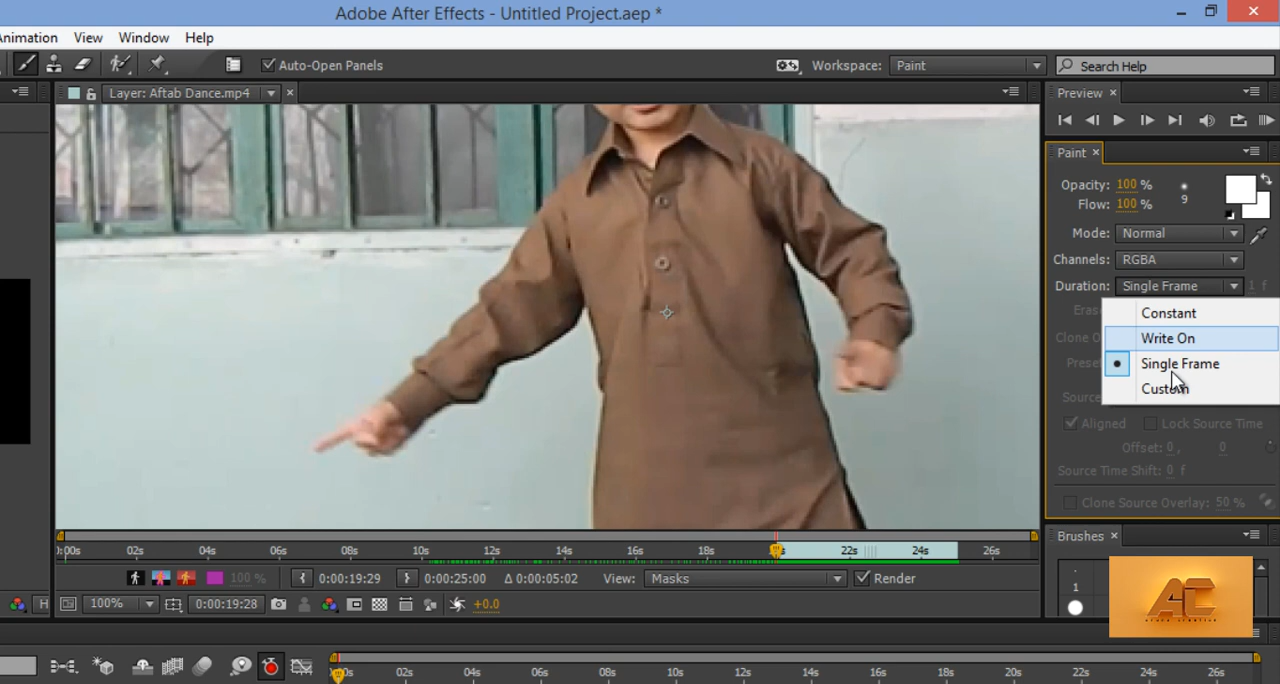 Adobe After Effects - Untitled Project.aep *
Animation View Window Help
Auto-Open Panels
Workspace: Paint
Search Help
Layer: Aftab Dance.mp4
Preview
Paint
Opacity: 100 %
Flow: 100 %
9
Mode: Normal
Channels: RGBA
Duration: Single Frame 1 f
Constant
Write On
Single Frame
Custom
Aligned Lock Source Time
Offset: 0, 0
Source Time Shift: 0 f
Clone Source Overlay: 50 %
Brushes
1
:00s 02s 04s 06s 08s 10s 12s 14s 16s 18s 22s 24s 26s
100 % 0:00:19:29 0:00:25:00 Δ 0:00:05:02 View: Masks Render
100% 0:00:19:28 +0.0
AC
02s 04s 06s 08s 10s 12s 14s 16s 18s 20s 22s 24s 26s